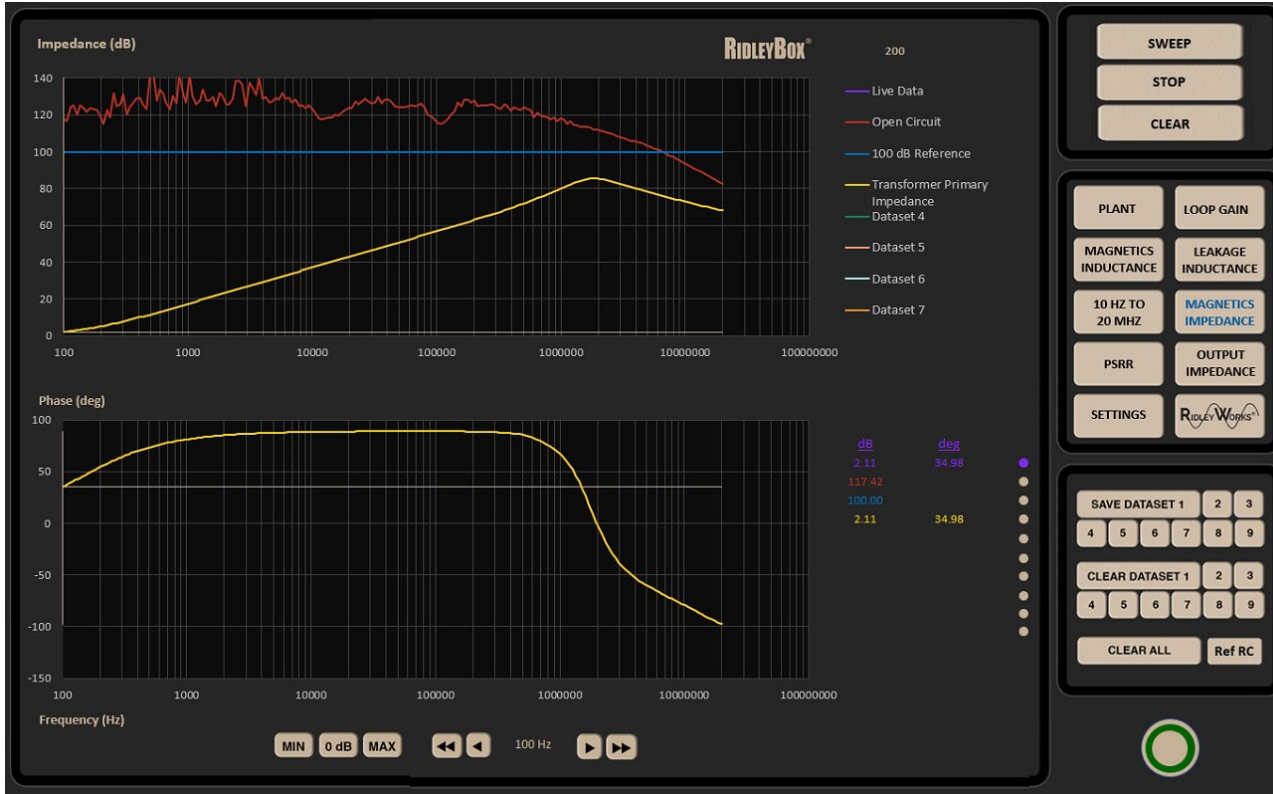 Impedance (dB)
RIDLEYBOX®
200
140
120
100
80
60
40
20
0
100
1000
10000
100000
1000000
10000000
100000000
Live Data
Open Circuit
100 dB Reference
Transformer Primary
Impedance
Dataset 4
Dataset 5
Dataset 6
Dataset 7
Phase (deg)
100
50
0
-50
-100
-150
100
1000
10000
100000
1000000
10000000
100000000
dB deg
2.11 34.98
117.42
100.00
2.11 34.98
Frequency (Hz)
MIN
0 dB
MAX
100 Hz
SWEEP
STOP
CLEAR
PLANT
LOOP GAIN
MAGNETICS
INDUCTANCE
LEAKAGE
INDUCTANCE
10 HZ TO
20 MHZ
MAGNETICS
IMPEDANCE
PSRR
OUTPUT
IMPEDANCE
SETTINGS
RIDLEYWORKS®
SAVE DATASET 1 2 3
4 5 6 7 8 9
CLEAR DATASET 1 2 3
4 5 6 7 8 9
CLEAR ALL
Ref RC